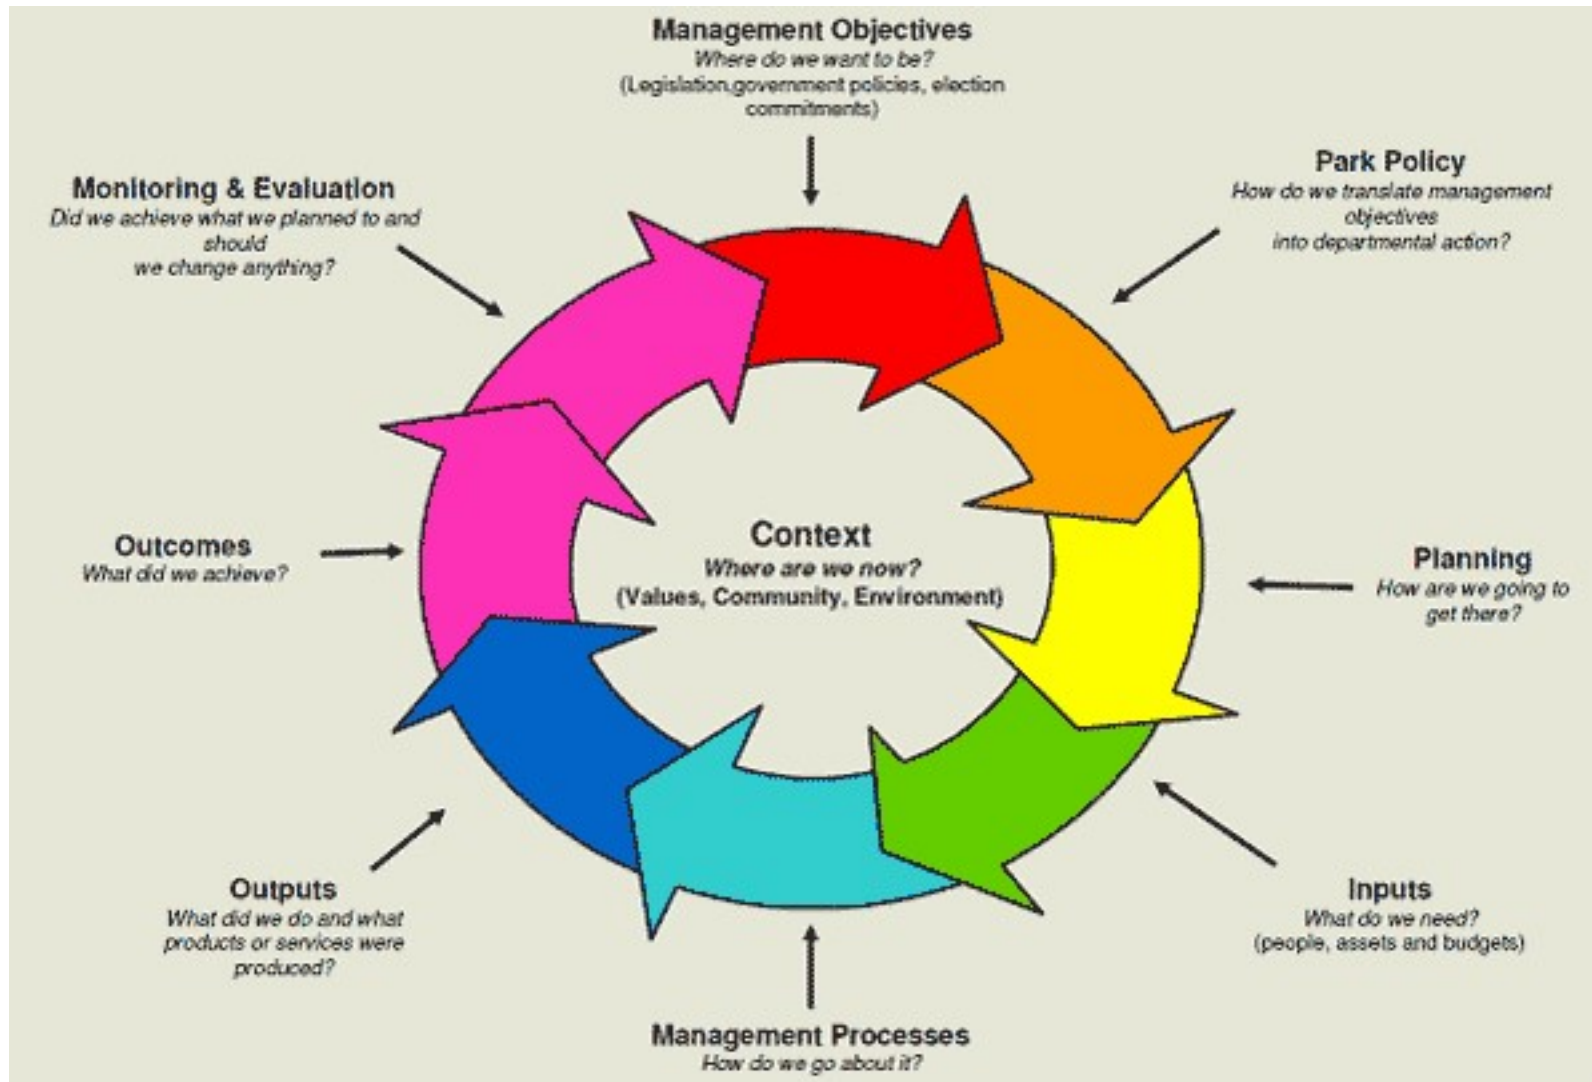 Management Objectives
Where do we want to be?
(Legislation,government policies, election
commitments)
Park Policy
How do we translate management
objectives
into departmental action?
Monitoring & Evaluation
Did we achieve what we planned to and
should
we change anything?
Context
Where are we now?
(Values, Community, Environment)
Outcomes
What did we achieve?
Planning
How are we going to
get there?
Outputs
What did we do and what
products or services were
produced?
Inputs
What do we need?
(people, assets and budgets)
Management Processes
How do we go about it?